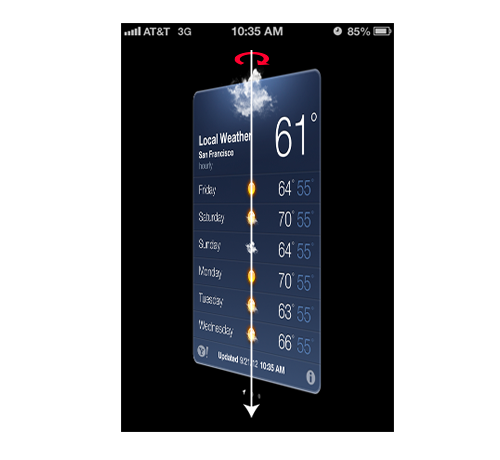 AT&T 3G 10:35 AM 85%
61°
Local Weather
San Francisco
hourly
Friday 64° 55°
Saturday 70° 55°
Sunday 64° 55°
Monday 70° 55°
Tuesday 63° 55°
Wednesday 66° 55°
Y! Updated 9/21/12 10:35 AM i